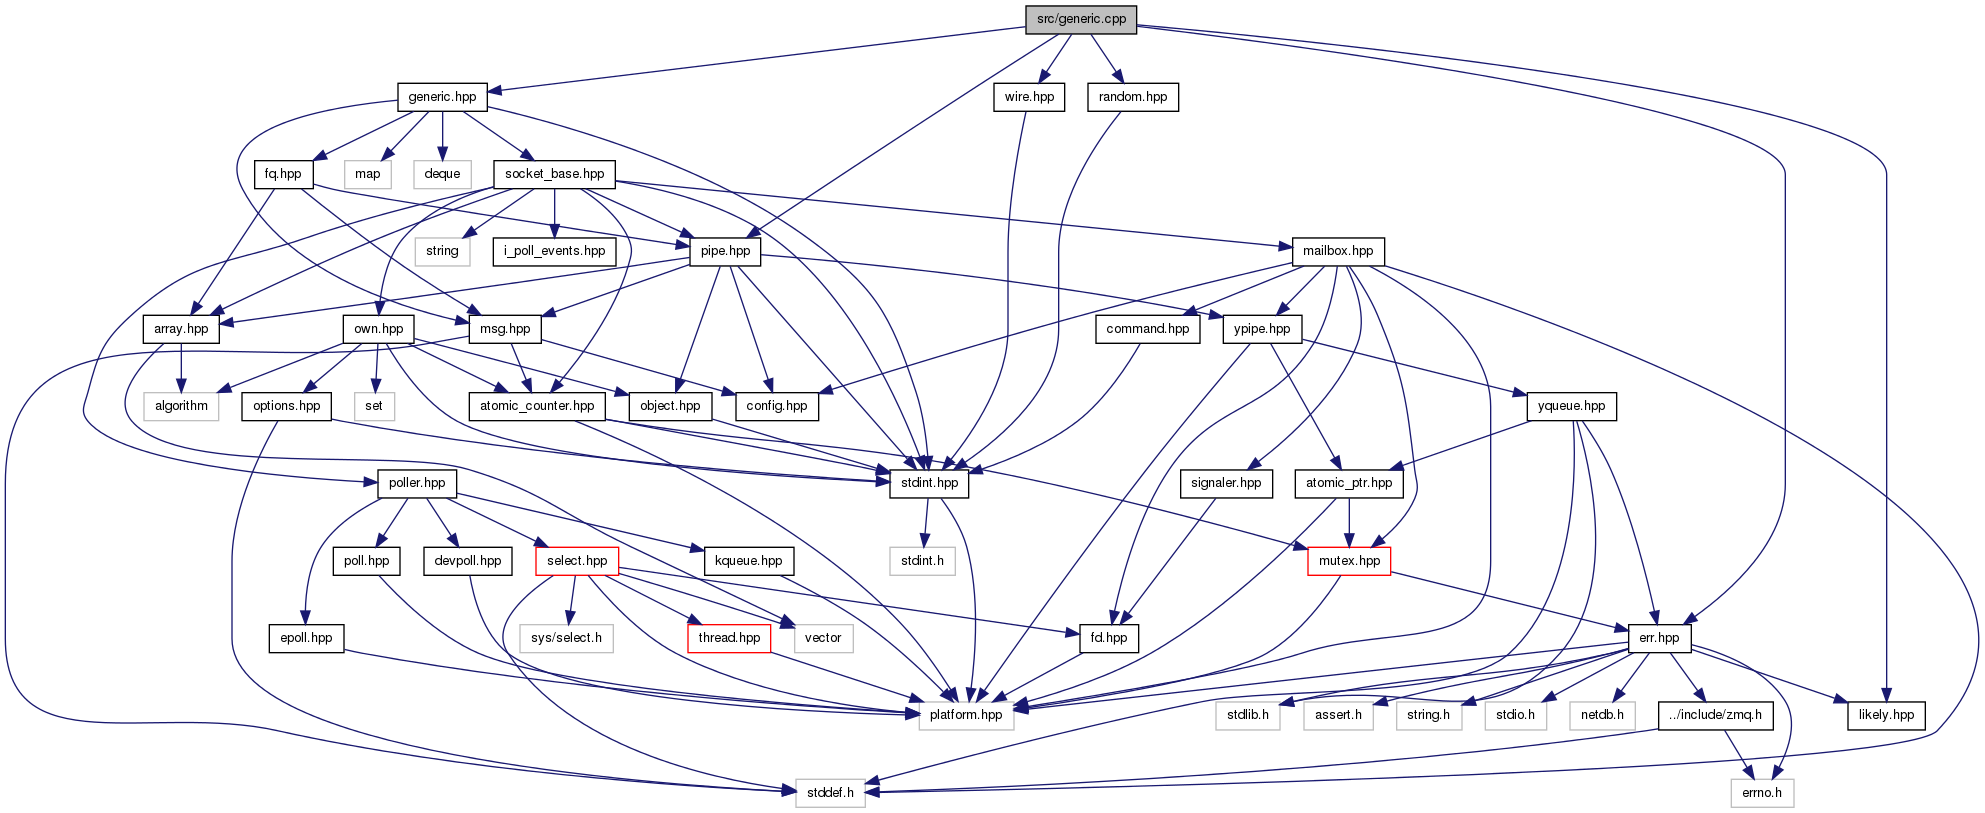 src/generic.cpp
generic.hpp
wire.hpp
random.hpp
fq.hpp
map
deque
socket_base.hpp
string
i_poll_events.hpp
pipe.hpp
mailbox.hpp
array.hpp
own.hpp
msg.hpp
command.hpp
ypipe.hpp
algorithm
options.hpp
set
atomic_counter.hpp
object.hpp
config.hpp
yqueue.hpp
poller.hpp
stdint.hpp
signaler.hpp
atomic_ptr.hpp
poll.hpp
devpoll.hpp
select.hpp
kqueue.hpp
stdint.h
mutex.hpp
epoll.hpp
sys/select.h
thread.hpp
vector
fd.hpp
err.hpp
platform.hpp
stdlib.h
assert.h
string.h
stdio.h
netdb.h
../include/zmq.h
likely.hpp
stddef.h
errno.h